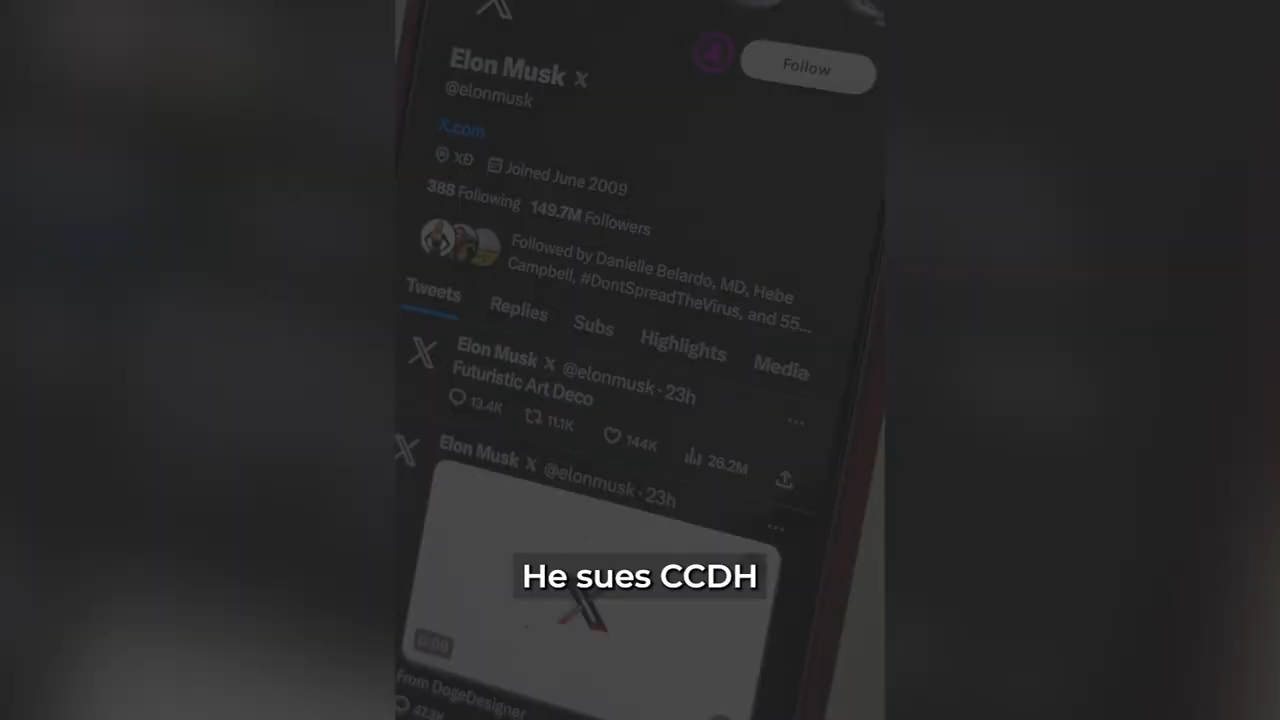 Elon Musk X
Follow
@elonmusk
X.com
XĐ Joined June 2009
388 Following 149.7M Followers
Followed by Danielle Belardo, MD, Hebe
Campbell, #DontSpreadTheVirus, and 55...
Tweets Replies Subs Highlights Media
Elon Musk X @elonmusk · 23h
Futuristic Art Deco
13.4K 11.1K 144K 26.2M
Elon Musk X @elonmusk · 23h
He sues CCDH
From DogeDesigner